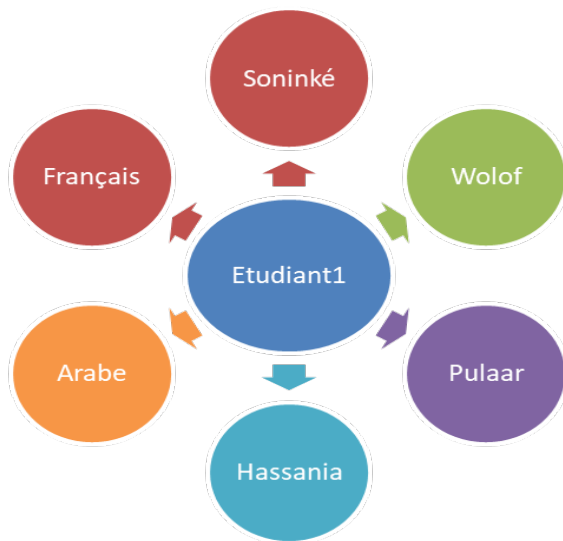 Soninké
Français
Wolof
Etudiant1
Arabe
Pulaar
Hassania